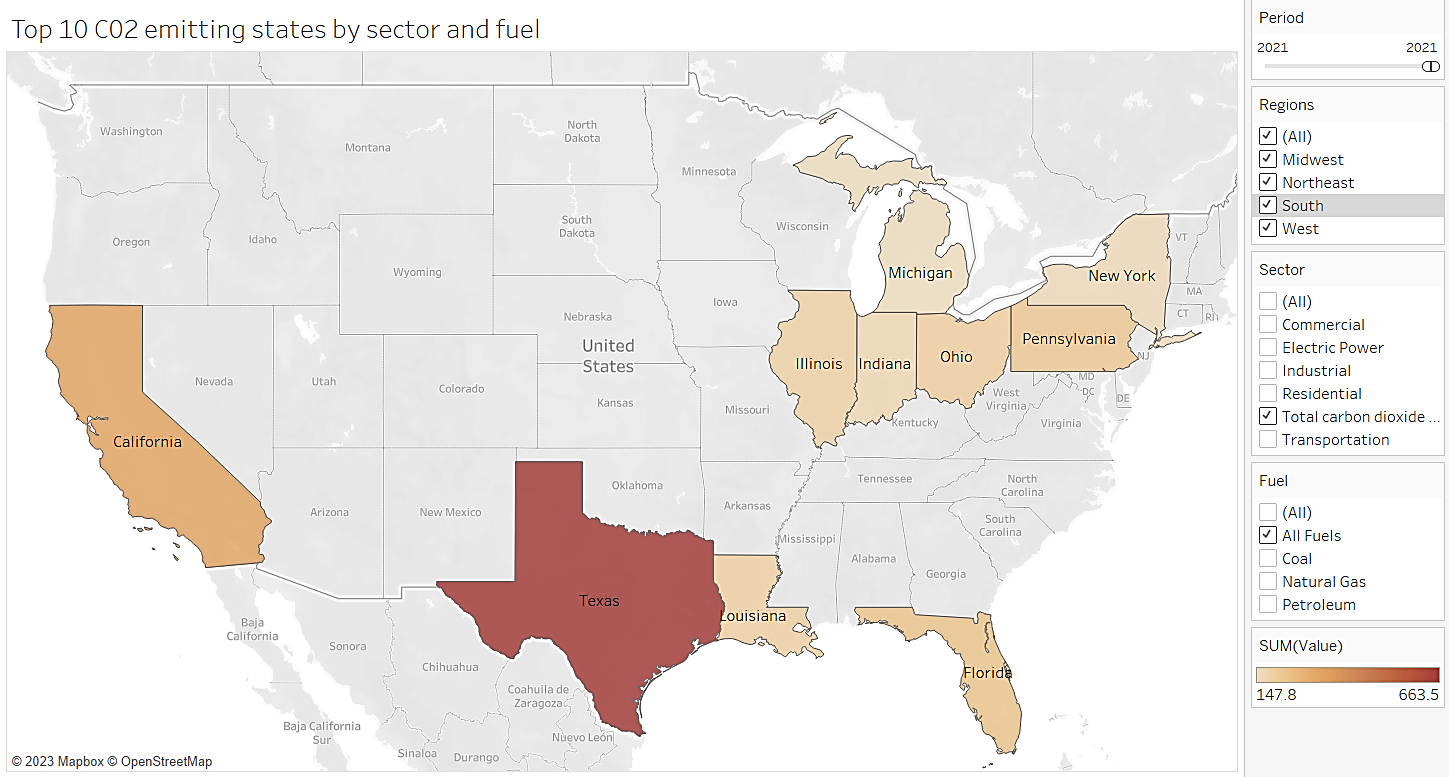 Top 10 C02 emitting states by sector and fuel
Washington
Montana
North
Dakota
Minnesota
Oregon
Idaho
South
Dakota
Wisconsin
Wyoming
Michigan
New York
VT
MA
CT
RI
Iowa
Nebraska
United
States
Illinois
Indiana
Ohio
Pennsylvania
NJ
Nevada
Utah
Colorado
Kansas
Missouri
West
Virginia
MD
DC
DE
Kentucky
Virginia
California
Arizona
New Mexico
Oklahoma
Arkansas
Tennessee
North
Carolina
South
Carolina
Mississippi
Alabama
Georgia
Texas
Louisiana
Florida
Baja
California
Sonora
Chihuahua
Coahuila de
Zaragoza
Nuevo León
Baja California
Sur
Sinaloa
Durango
© 2023 Mapbox © OpenStreetMap
Period
2021 2021
Regions
(All)
Midwest
Northeast
South
West
Sector
(All)
Commercial
Electric Power
Industrial
Residential
Total carbon dioxide ...
Transportation
Fuel
(All)
All Fuels
Coal
Natural Gas
Petroleum
SUM(Value)
147.8 663.5